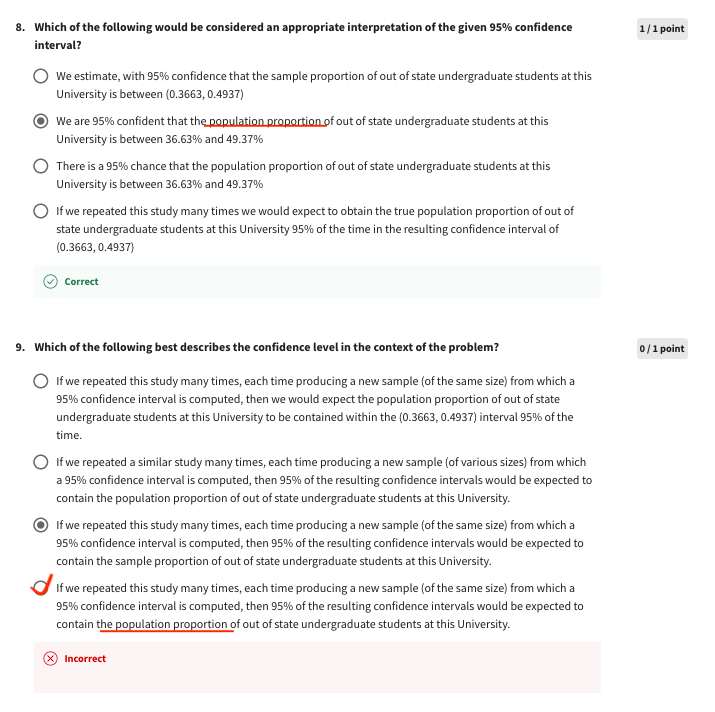 8. Which of the following would be considered an appropriate interpretation of the given 95% confidence
interval?
1 / 1 point
We estimate, with 95% confidence that the sample proportion of out of state undergraduate students at this
University is between (0.3663, 0.4937)
We are 95% confident that the population proportion of out of state undergraduate students at this
University is between 36.63% and 49.37%
There is a 95% chance that the population proportion of out of state undergraduate students at this
University is between 36.63% and 49.37%
If we repeated this study many times we would expect to obtain the true population proportion of out of
state undergraduate students at this University 95% of the time in the resulting confidence interval of
(0.3663, 0.4937)
Correct
9. Which of the following best describes the confidence level in the context of the problem?
0 / 1 point
If we repeated this study many times, each time producing a new sample (of the same size) from which a
95% confidence interval is computed, then we would expect the population proportion of out of state
undergraduate students at this University to be contained within the (0.3663, 0.4937) interval 95% of the
time.
If we repeated a similar study many times, each time producing a new sample (of various sizes) from which
a 95% confidence interval is computed, then 95% of the resulting confidence intervals would be expected to
contain the population proportion of out of state undergraduate students at this University.
If we repeated this study many times, each time producing a new sample (of the same size) from which a
95% confidence interval is computed, then 95% of the resulting confidence intervals would be expected to
contain the sample proportion of out of state undergraduate students at this University.
If we repeated this study many times, each time producing a new sample (of the same size) from which a
95% confidence interval is computed, then 95% of the resulting confidence intervals would be expected to
contain the population proportion of out of state undergraduate students at this University.
Incorrect